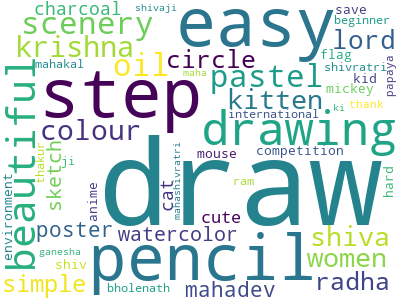 charcoal
shivaji
save
beginner
scenery
easy
lord
krishna
oil
circle
flag
mahakal
maha
shivratri
kid
papaya
step
pastel
kitten
mickey
international
thank
ki
beautiful
colour
drawing
thakur
sketch
ji
mouse
competition
mahashivratri
draw
cat
ram
hard
environment
anime
cute
poster
watercolor
pencil
shiva
women
ganesha
shiv
simple
bholenath
mahadev
radha